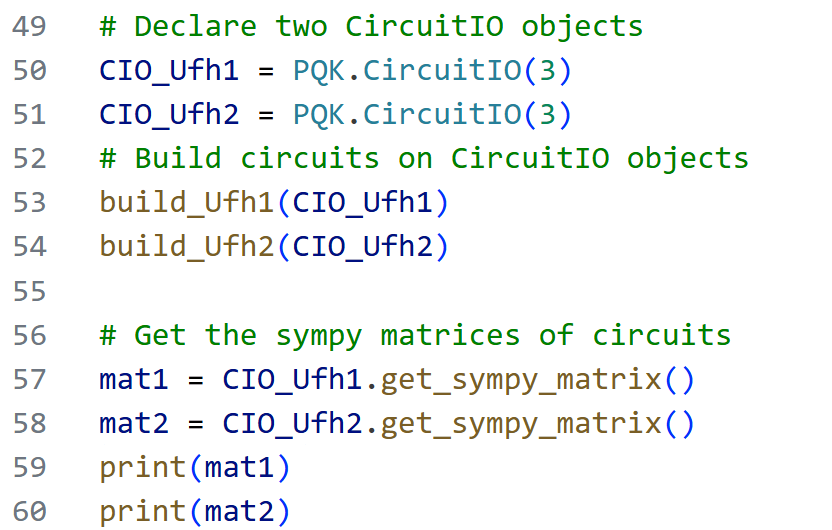 49 # Declare two CircuitIO objects
50 CIO_Ufh1 = PQK.CircuitIO(3)
51 CIO_Ufh2 = PQK.CircuitIO(3)
52 # Build circuits on CircuitIO objects
53 build_Ufh1(CIO_Ufh1)
54 build_Ufh2(CIO_Ufh2)
55
56 # Get the sympy matrices of circuits
57 mat1 = CIO_Ufh1.get_sympy_matrix()
58 mat2 = CIO_Ufh2.get_sympy_matrix()
59 print(mat1)
60 print(mat2)